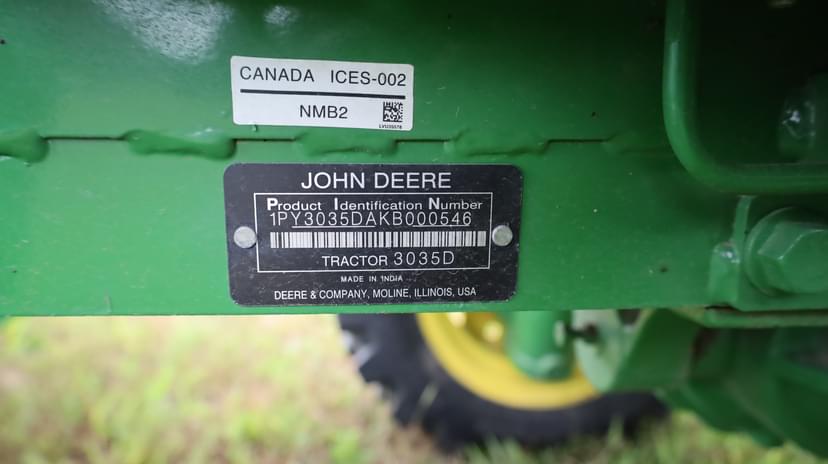 CANADA ICES-002
NMB2
LVU35578
JOHN DEERE
Product Identification Number
1PY3035DAKB000546
TRACTOR 3035D
MADE IN INDIA
DEERE & COMPANY, MOLINE, ILLINOIS, USA